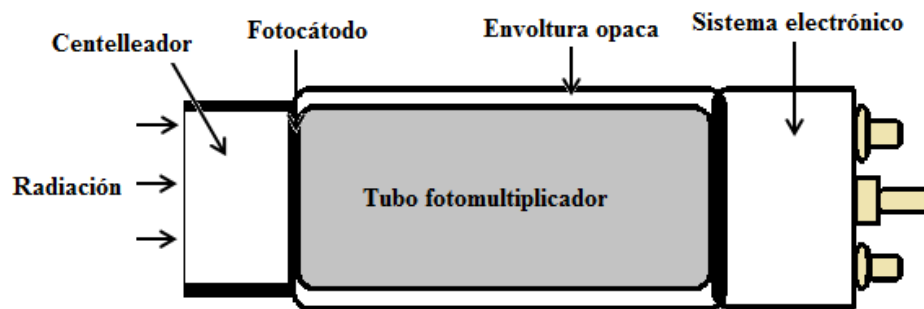 Centelleador
Fotocátodo
Envoltura opaca
Sistema electrónico
Radiación
Tubo fotomultiplicador